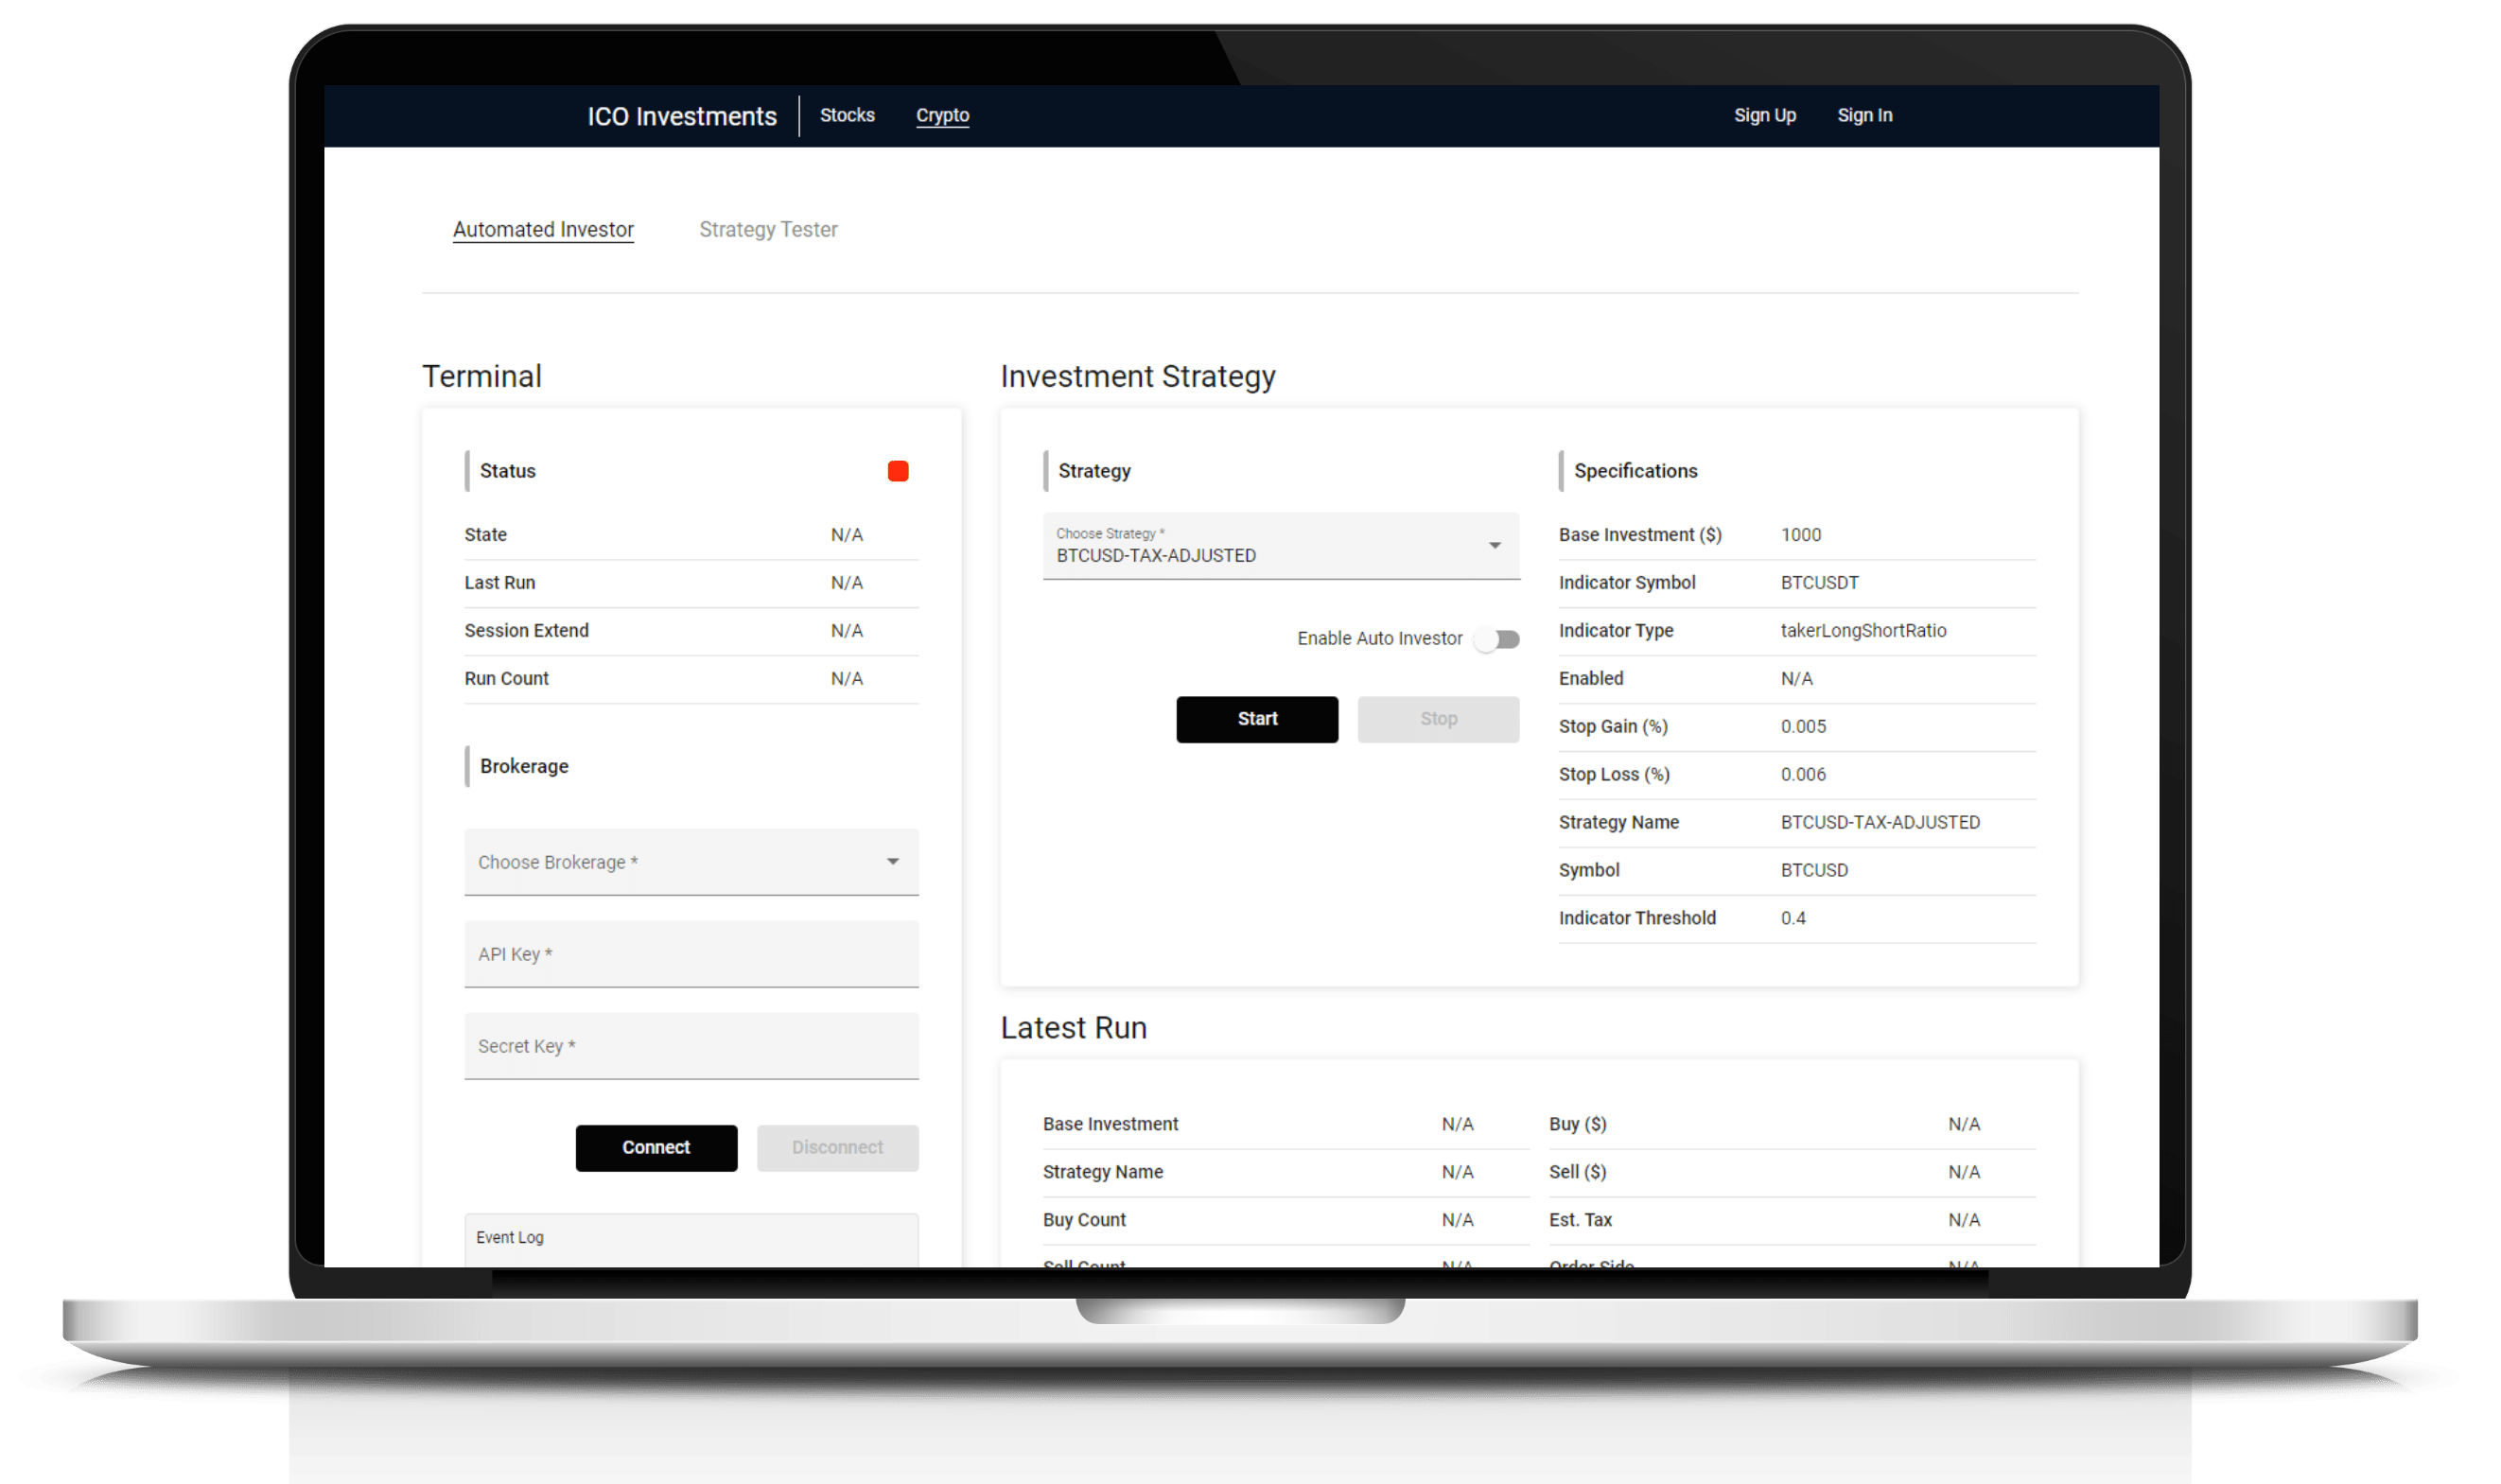 ICO Investments Stocks Crypto Sign Up Sign In
Automated Investor Strategy Tester
Terminal
Status
State N/A
Last Run N/A
Session Extend N/A
Run Count N/A
Brokerage
Choose Brokerage *
API Key *
Secret Key *
Connect Disconnect
Event Log
Investment Strategy
Strategy
Choose Strategy *
BTCUSD-TAX-ADJUSTED
Enable Auto Investor
Start Stop
Specifications
Base Investment ($) 1000
Indicator Symbol BTCUSDT
Indicator Type takerLongShortRatio
Enabled N/A
Stop Gain (%) 0.005
Stop Loss (%) 0.006
Strategy Name BTCUSD-TAX-ADJUSTED
Symbol BTCUSD
Indicator Threshold 0.4
Latest Run
Base Investment N/A Buy ($) N/A
Strategy Name N/A Sell ($) N/A
Buy Count N/A Est. Tax N/A
Sell Count N/A Order Side N/A